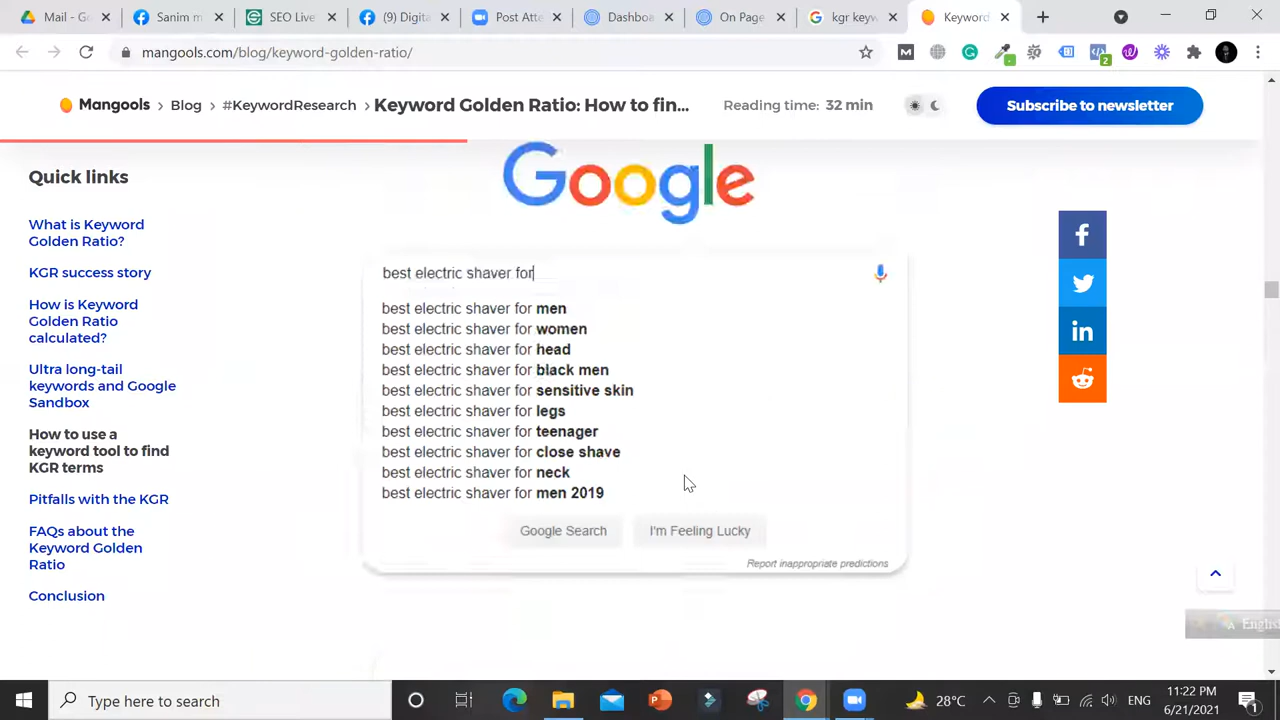 Mail - G
Sanim m
SEO Live
(9) Digita
Post Atte
Dashboa
On Page
kgr keyw
Keyword
mangools.com/blog/keyword-golden-ratio/
Mangools > Blog > #KeywordResearch > Keyword Golden Ratio: How to fin...
Reading time: 32 min
Subscribe to newsletter
Quick links
What is Keyword
Golden Ratio?
KGR success story
How is Keyword
Golden Ratio
calculated?
Ultra long-tail
keywords and Google
Sandbox
How to use a
keyword tool to find
KGR terms
Pitfalls with the KGR
FAQs about the
Keyword Golden
Ratio
Conclusion
Google
best electric shaver for
best electric shaver for men
best electric shaver for women
best electric shaver for head
best electric shaver for black men
best electric shaver for sensitive skin
best electric shaver for legs
best electric shaver for teenager
best electric shaver for close shave
best electric shaver for neck
best electric shaver for men 2019
Google Search
I'm Feeling Lucky
Report inappropriate predictions
English
Type here to search
28°C
ENG
11:22 PM
6/21/2021